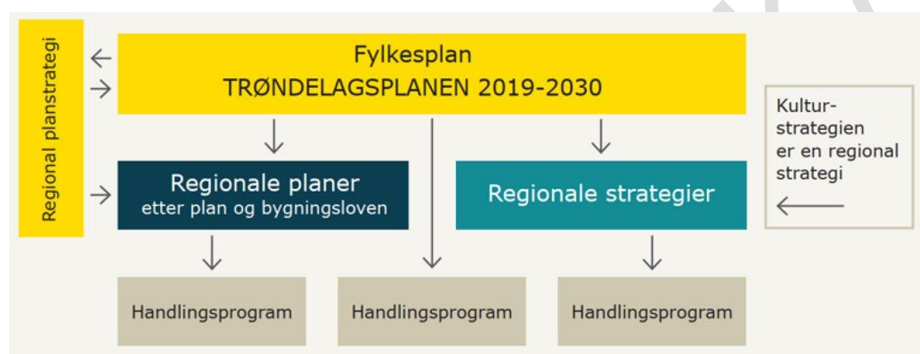 Regional planstrategi
Fylkesplan
TRØNDELAGSPLANEN 2019-2030
Regionale planer
etter plan og bygningsloven
Regionale strategier
Kultur-
strategien
er en regional
strategi
Handlingsprogram
Handlingsprogram
Handlingsprogram